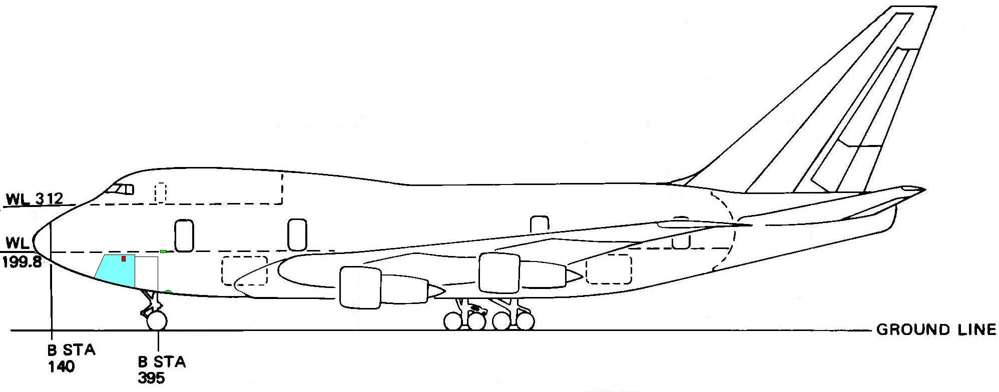 WL 312
WL
199.8
GROUND LINE
B STA
140
B STA
395